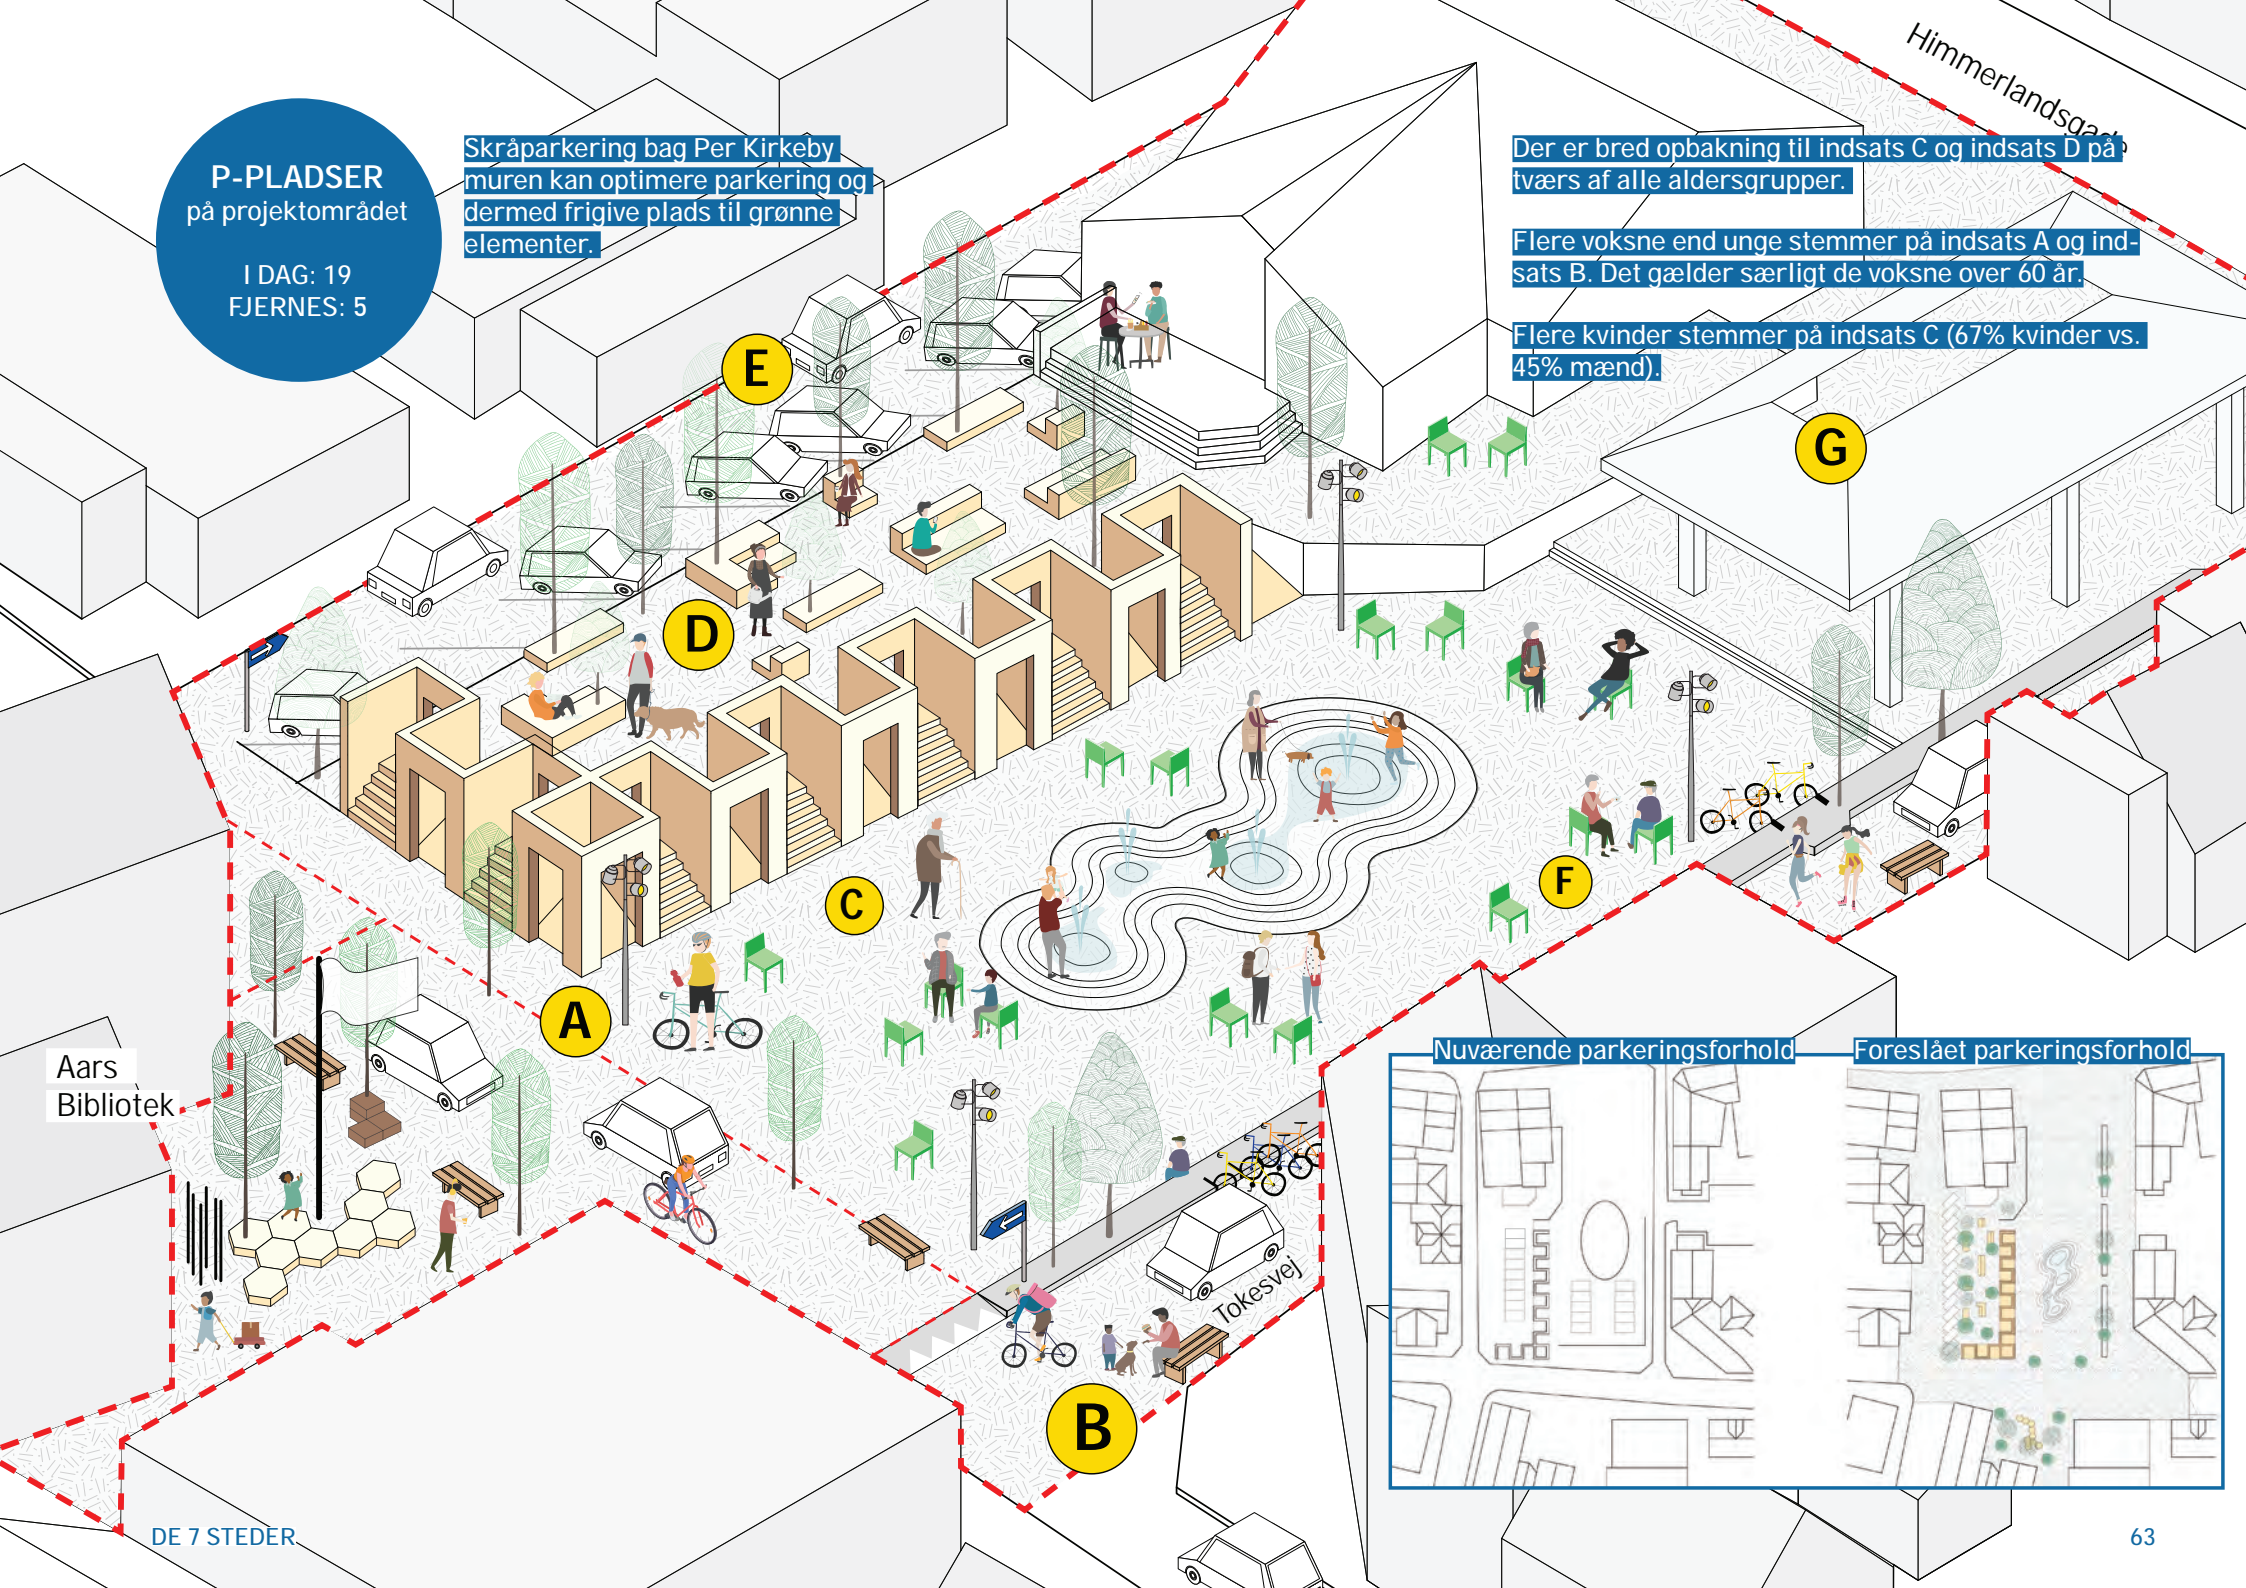 P-PLADSER
på projektområdet
I DAG: 19
FJERNES: 5
Skråparkering bag Per Kirkeby
muren kan optimere parkering og
dermed frigive plads til grønne
elementer.
Himmerlandsgade
Der er bred opbakning til indsats C og indsats D på
tværs af alle aldersgrupper.
Flere voksne end unge stemmer på indsats A og ind-
sats B. Det gælder særligt de voksne over 60 år.
Flere kvinder stemmer på indsats C (67% kvinder vs.
45% mænd).
E
G
D
C
F
A
Aars
Bibliotek
Tokesvej
B
Nuværende parkeringsforhold
Foreslået parkeringsforhold
DE 7 STEDER
63